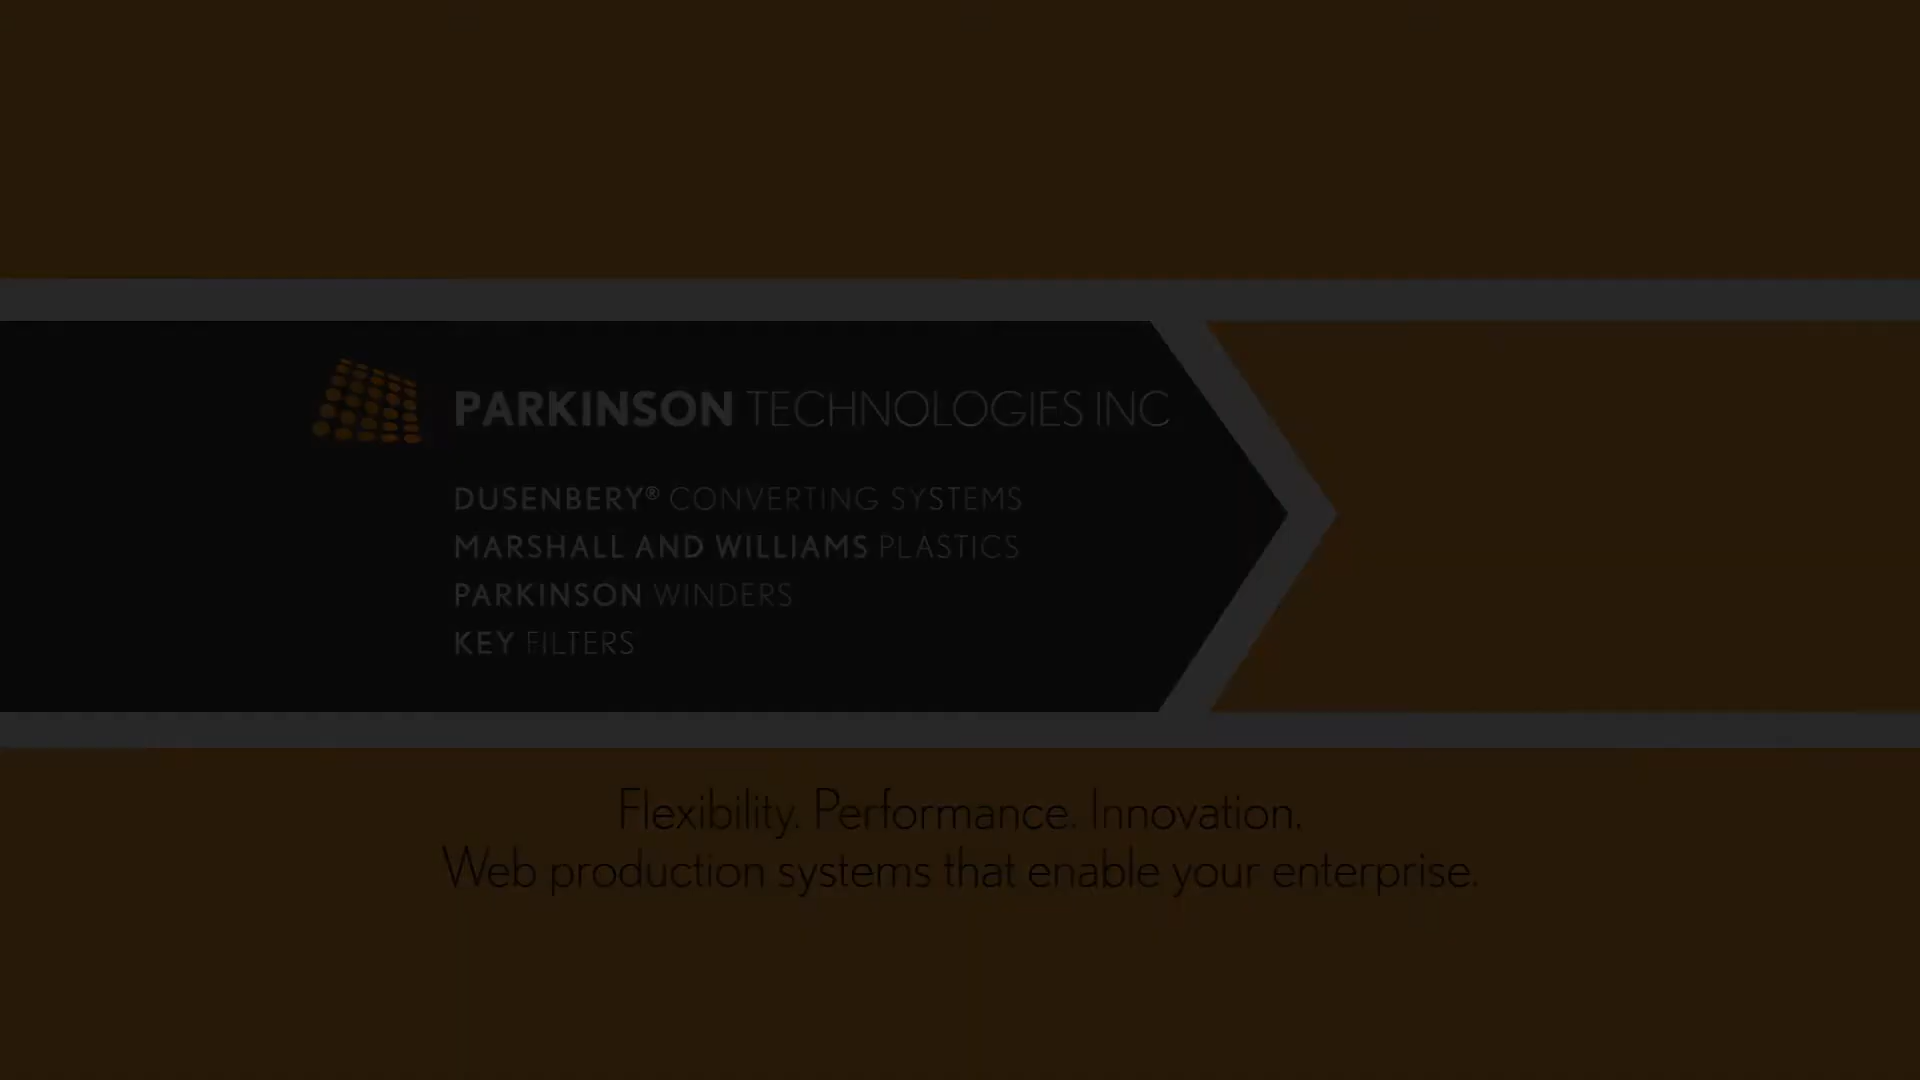 PARKINSON TECHNOLOGIES INC
DUSENBERY® CONVERTING SYSTEMS
MARSHALL AND WILLIAMS PLASTICS
PARKINSON WINDERS
KEY FILTERS
Flexibility. Performance. Innovation.
Web production systems that enable your enterprise.